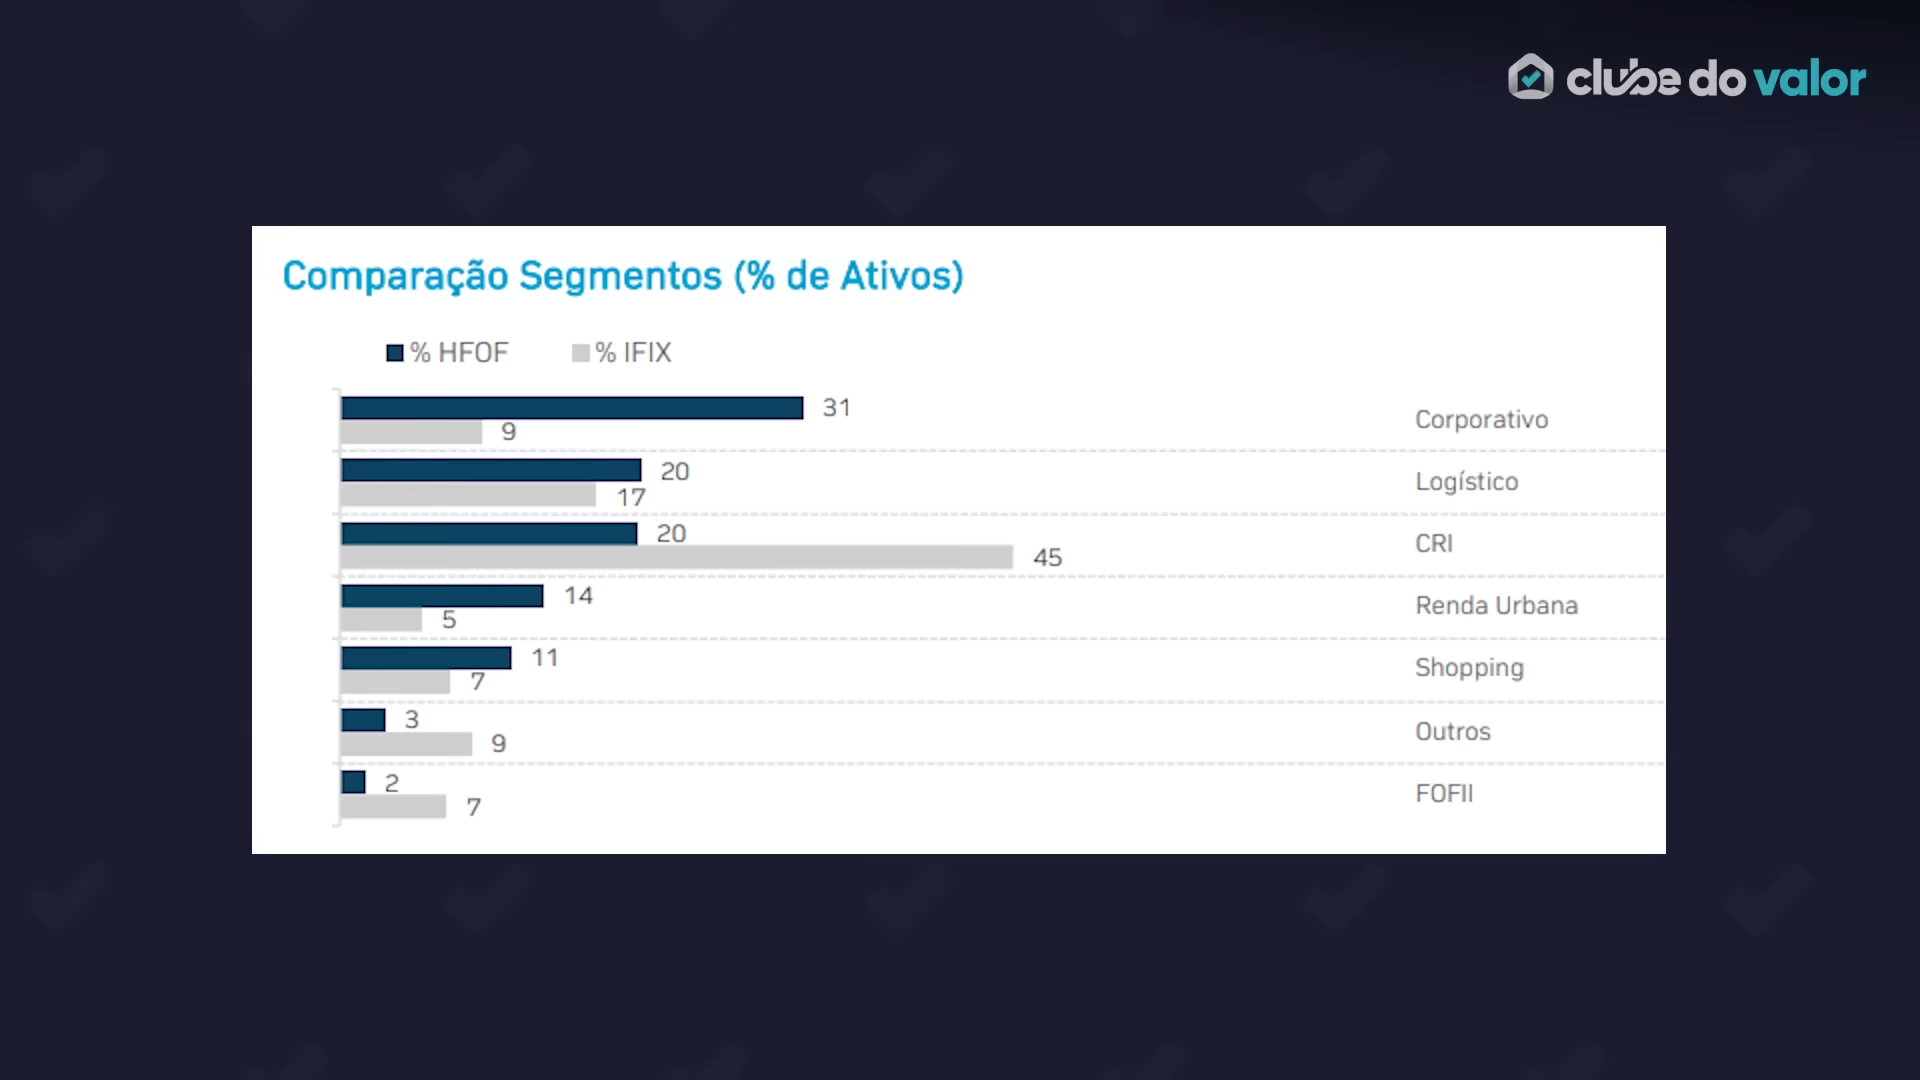 clube do valor
Comparação Segmentos (% de Ativos)
% HFOF % IFIX
31 Corporativo
9
20 Logístico
17
20 CRI
45
14 Renda Urbana
5
11 Shopping
7
3 Outros
9
2 FOFII
7